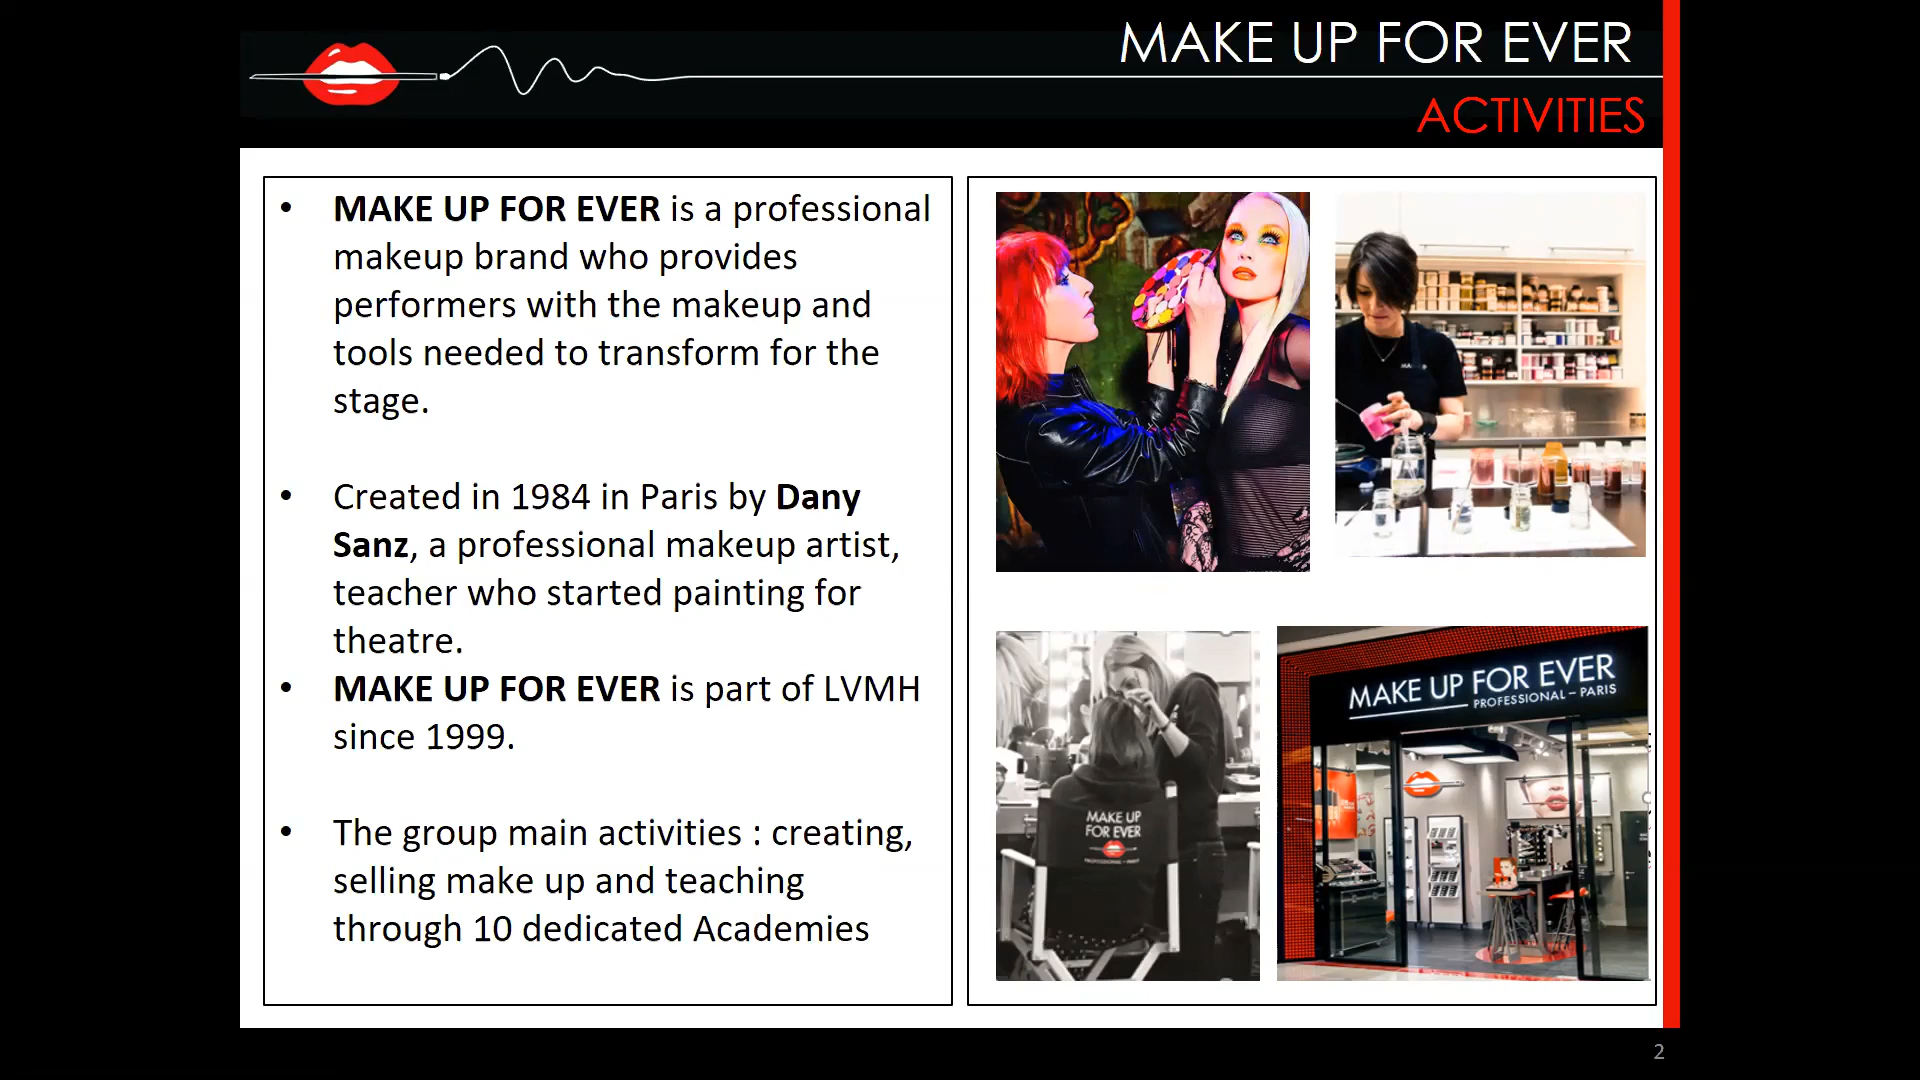 MAKE UP FOR EVER
ACTIVITIES
• MAKE UP FOR EVER is a professional
makeup brand who provides
performers with the makeup and
tools needed to transform for the
stage.
• Created in 1984 in Paris by Dany
Sanz, a professional makeup artist,
teacher who started painting for
theatre.
• MAKE UP FOR EVER is part of LVMH
since 1999.
• The group main activities : creating,
selling make up and teaching
through 10 dedicated Academies
MAKE UP
FOR EVER
PROFESSIONAL – PARIS
MAKE UP FOR EVER
PROFESSIONAL – PARIS
2